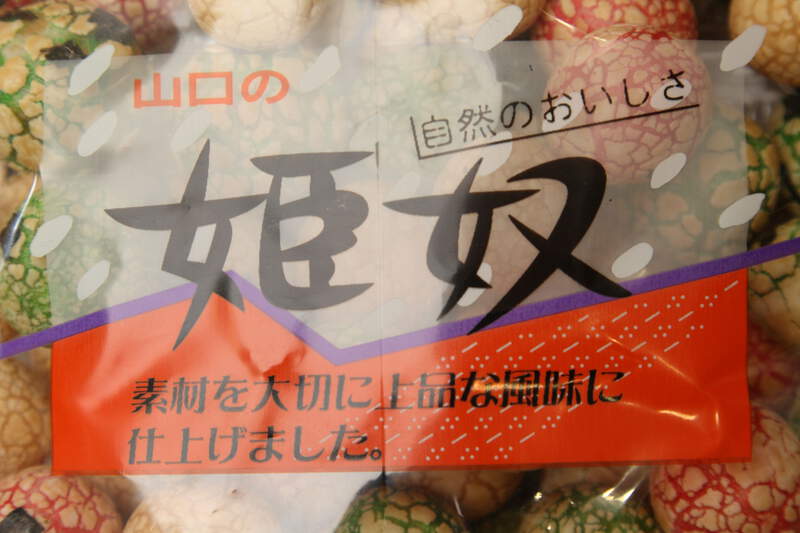 山口の
自然のおいしさ
姫奴
素材を大切に上品な風味に
仕上げました。